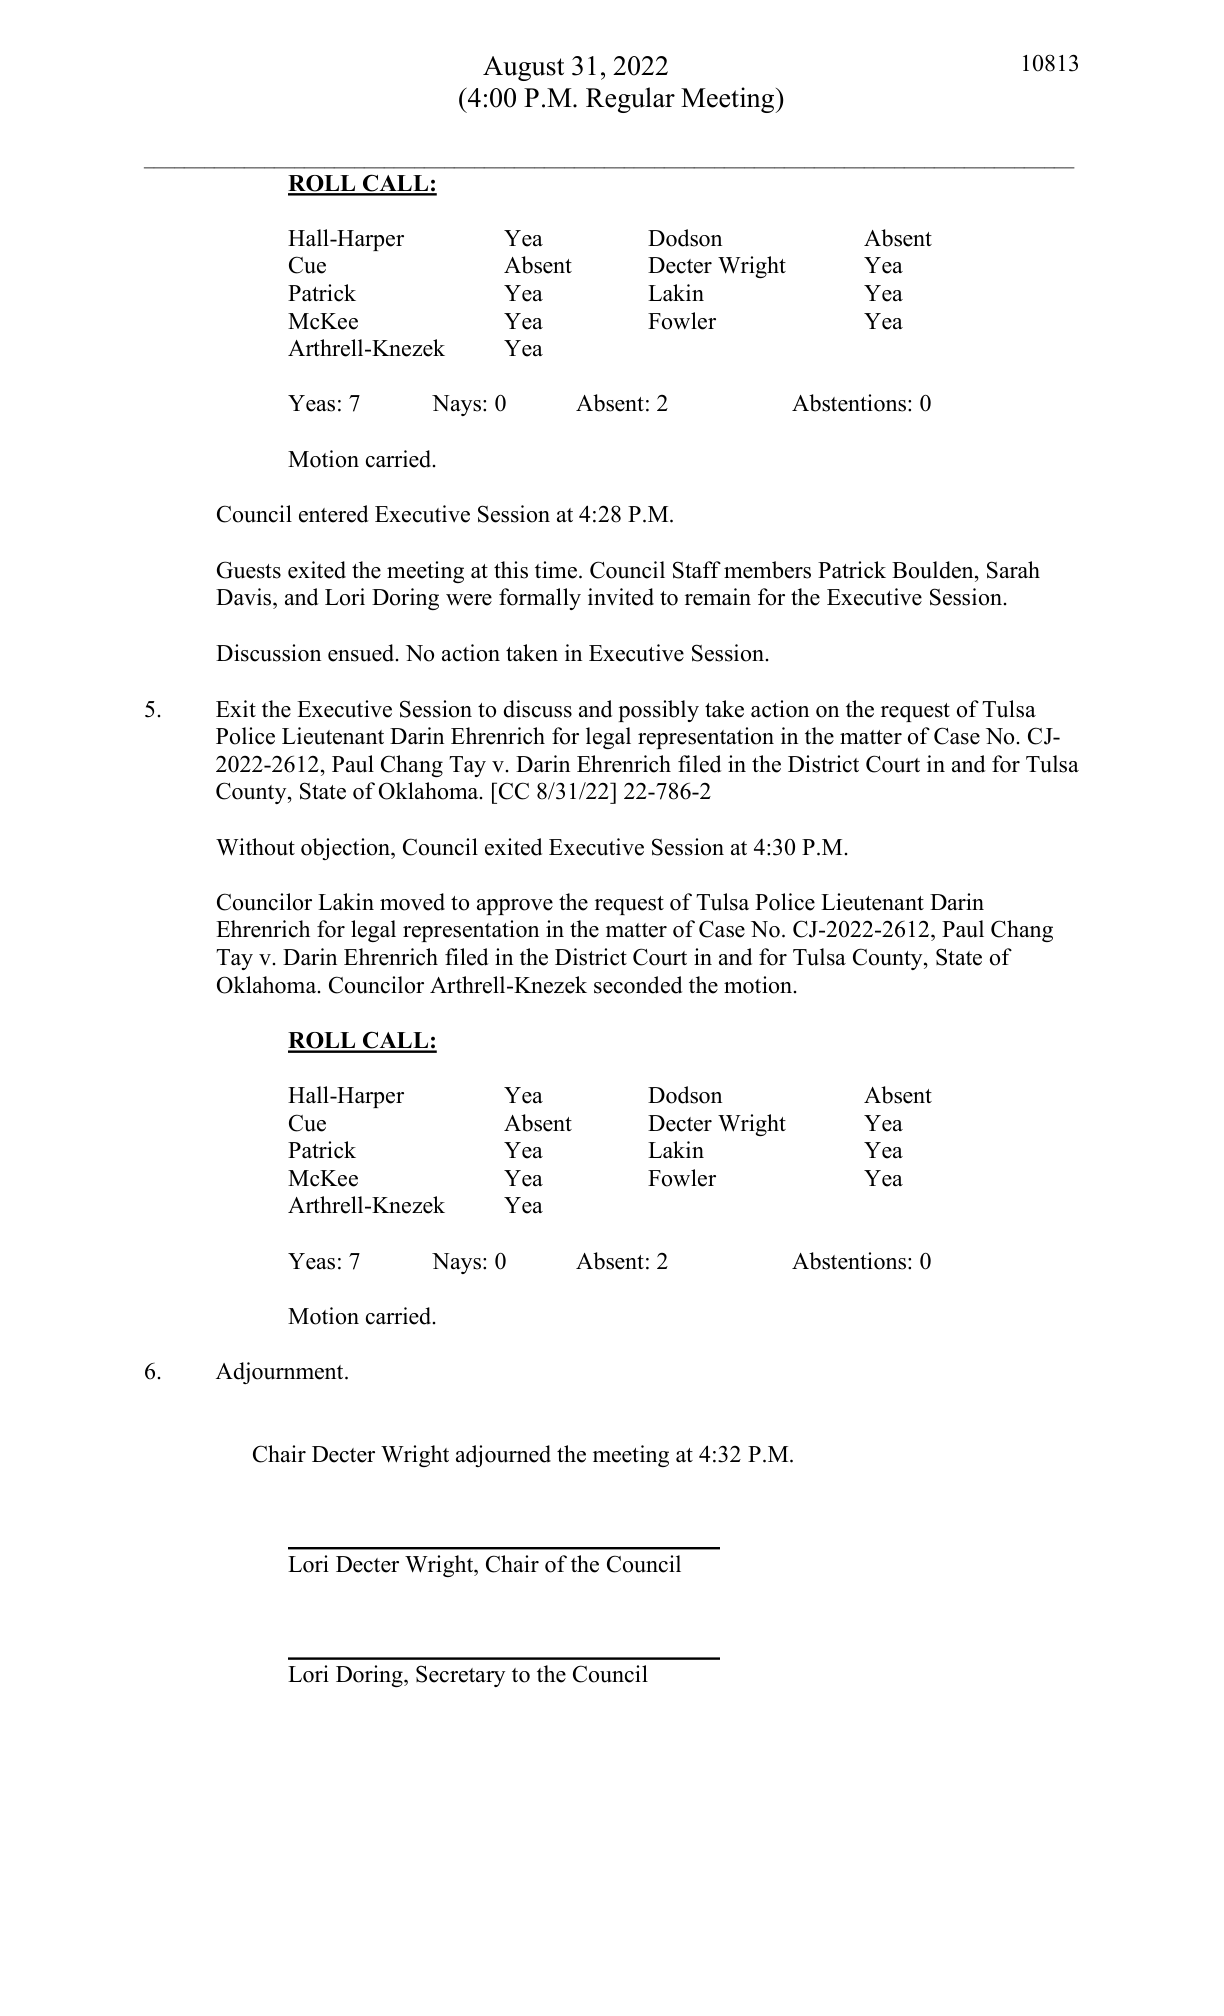 August 31, 2022 10813
(4:00 P.M. Regular Meeting)
ROLL CALL:
Hall-Harper Yea Dodson Absent
Cue Absent Decter Wright Yea
Patrick Yea Lakin Yea
McKee Yea Fowler Yea
Arthrell-Knezek Yea
Yeas: 7 Nays: 0 Absent: 2 Abstentions: 0
Motion carried.
Council entered Executive Session at 4:28 P.M.
Guests exited the meeting at this time. Council Staff members Patrick Boulden, Sarah
Davis, and Lori Doring were formally invited to remain for the Executive Session.
Discussion ensued. No action taken in Executive Session.
5. Exit the Executive Session to discuss and possibly take action on the request of Tulsa
Police Lieutenant Darin Ehrenrich for legal representation in the matter of Case No. CJ-
2022-2612, Paul Chang Tay v. Darin Ehrenrich filed in the District Court in and for Tulsa
County, State of Oklahoma. [CC 8/31/22] 22-786-2
Without objection, Council exited Executive Session at 4:30 P.M.
Councilor Lakin moved to approve the request of Tulsa Police Lieutenant Darin
Ehrenrich for legal representation in the matter of Case No. CJ-2022-2612, Paul Chang
Tay v. Darin Ehrenrich filed in the District Court in and for Tulsa County, State of
Oklahoma. Councilor Arthrell-Knezek seconded the motion.
ROLL CALL:
Hall-Harper Yea Dodson Absent
Cue Absent Decter Wright Yea
Patrick Yea Lakin Yea
McKee Yea Fowler Yea
Arthrell-Knezek Yea
Yeas: 7 Nays: 0 Absent: 2 Abstentions: 0
Motion carried.
6. Adjournment.
Chair Decter Wright adjourned the meeting at 4:32 P.M.
Lori Decter Wright, Chair of the Council
Lori Doring, Secretary to the Council